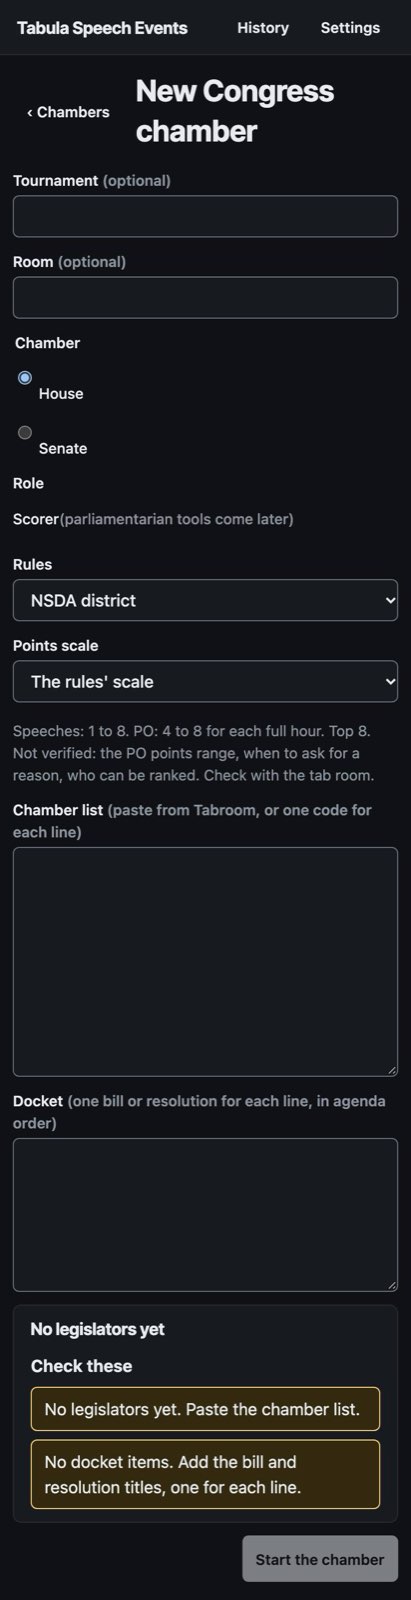 Tabula Speech Events
History
Settings
‹ Chambers
New Congress
chamber
Tournament (optional)
Room (optional)
Chamber
House
Senate
Role
Scorer(parliamentarian tools come later)
Rules
NSDA district
Points scale
The rules' scale
Speeches: 1 to 8. PO: 4 to 8 for each full hour. Top 8.
Not verified: the PO points range, when to ask for a
reason, who can be ranked. Check with the tab room.
Chamber list (paste from Tabroom, or one code for
each line)
Docket (one bill or resolution for each line, in agenda
order)
No legislators yet
Check these
No legislators yet. Paste the chamber list.
No docket items. Add the bill and
resolution titles, one for each line.
Start the chamber